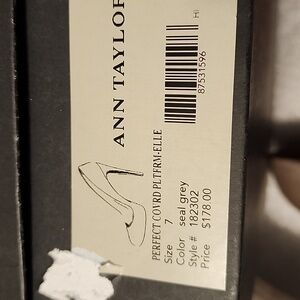 ANN TAYLOR
PERFECT COVRD PLTFRM-ELLE
Size 7
Color seal grey
Style # 182302
Price $178.00
87531596